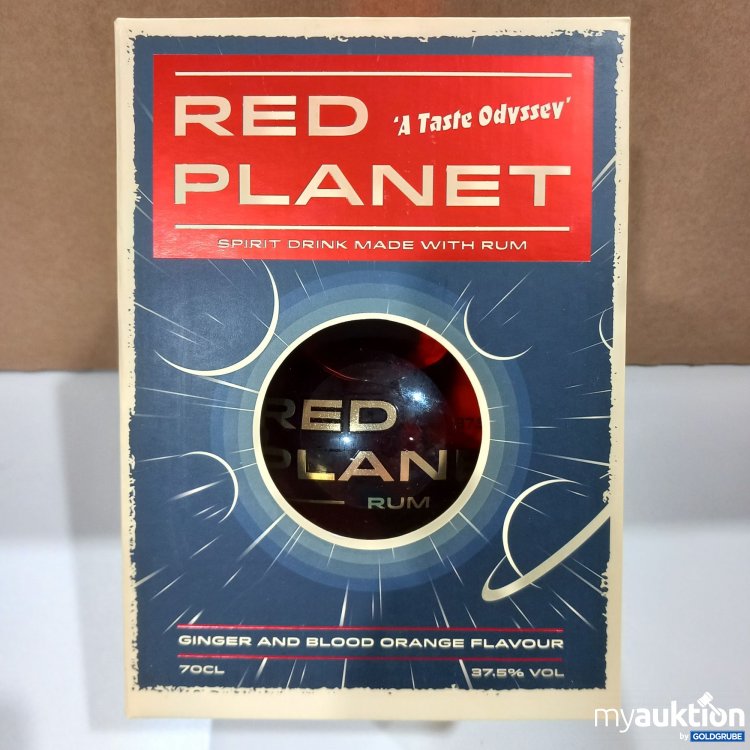 RED
'A Taste Odyssey'
PLANET
SPIRIT DRINK MADE WITH RUM
RED
PLAN
RUM
GINGER AND BLOOD ORANGE FLAVOUR
70CL
37.5% VOL
myauktion
by GOLDGRUBE